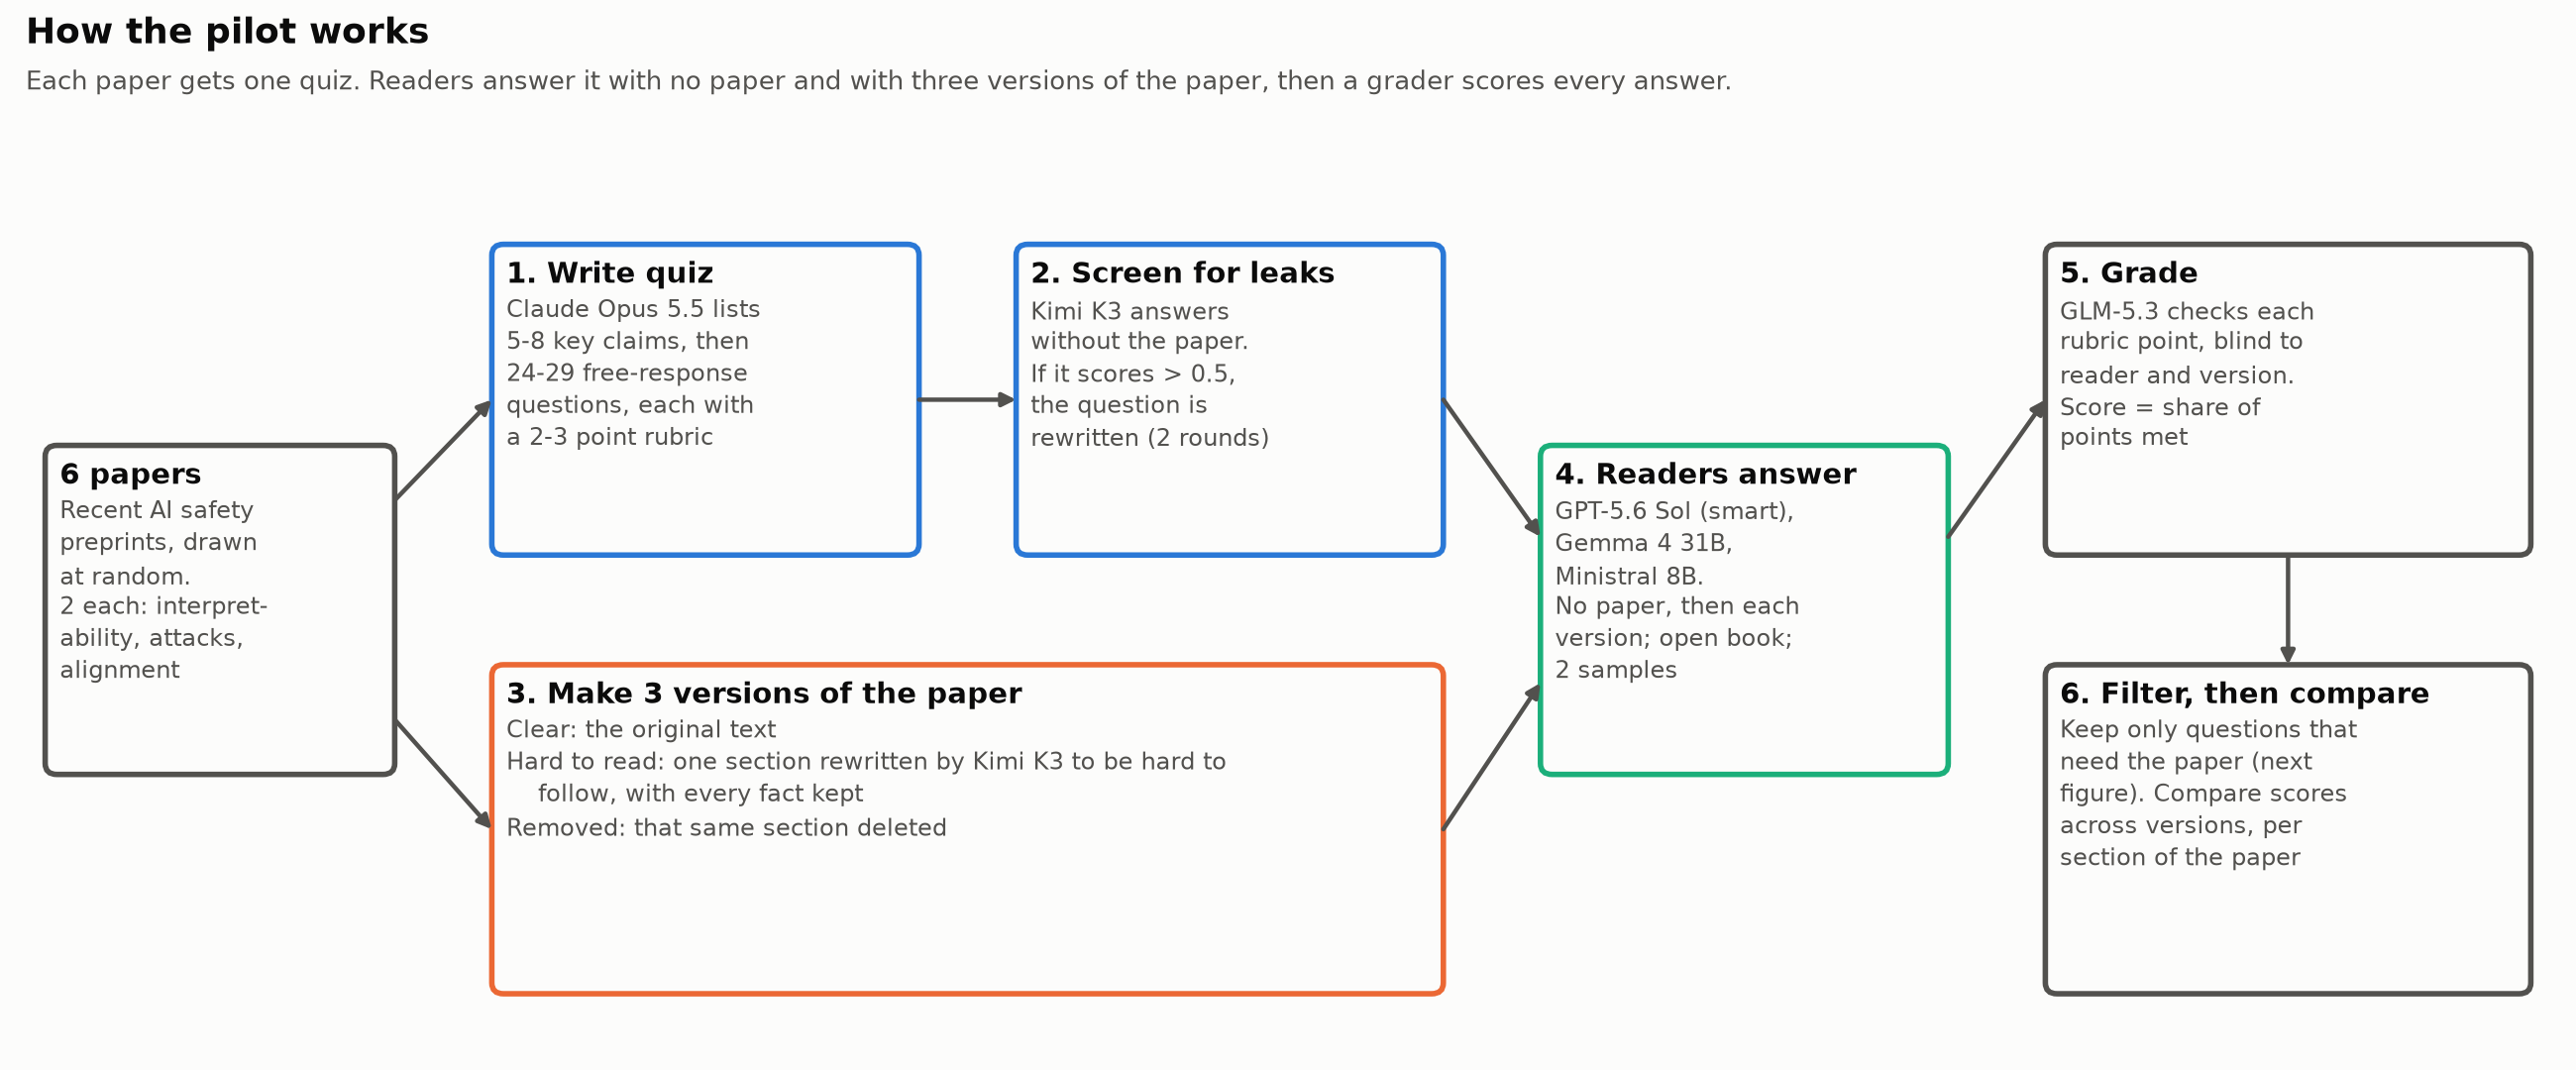 How the pilot works
Each paper gets one quiz. Readers answer it with no paper and with three versions of the paper, then a grader scores every answer.
6 papers
Recent AI safety
preprints, drawn
at random.
2 each: interpret-
ability, attacks,
alignment
1. Write quiz
Claude Opus 5.5 lists
5-8 key claims, then
24-29 free-response
questions, each with
a 2-3 point rubric
2. Screen for leaks
Kimi K3 answers
without the paper.
If it scores > 0.5,
the question is
rewritten (2 rounds)
3. Make 3 versions of the paper
Clear: the original text
Hard to read: one section rewritten by Kimi K3 to be hard to
follow, with every fact kept
Removed: that same section deleted
4. Readers answer
GPT-5.6 Sol (smart),
Gemma 4 31B,
Ministral 8B.
No paper, then each
version; open book;
2 samples
5. Grade
GLM-5.3 checks each
rubric point, blind to
reader and version.
Score = share of
points met
6. Filter, then compare
Keep only questions that
need the paper (next
figure). Compare scores
across versions, per
section of the paper